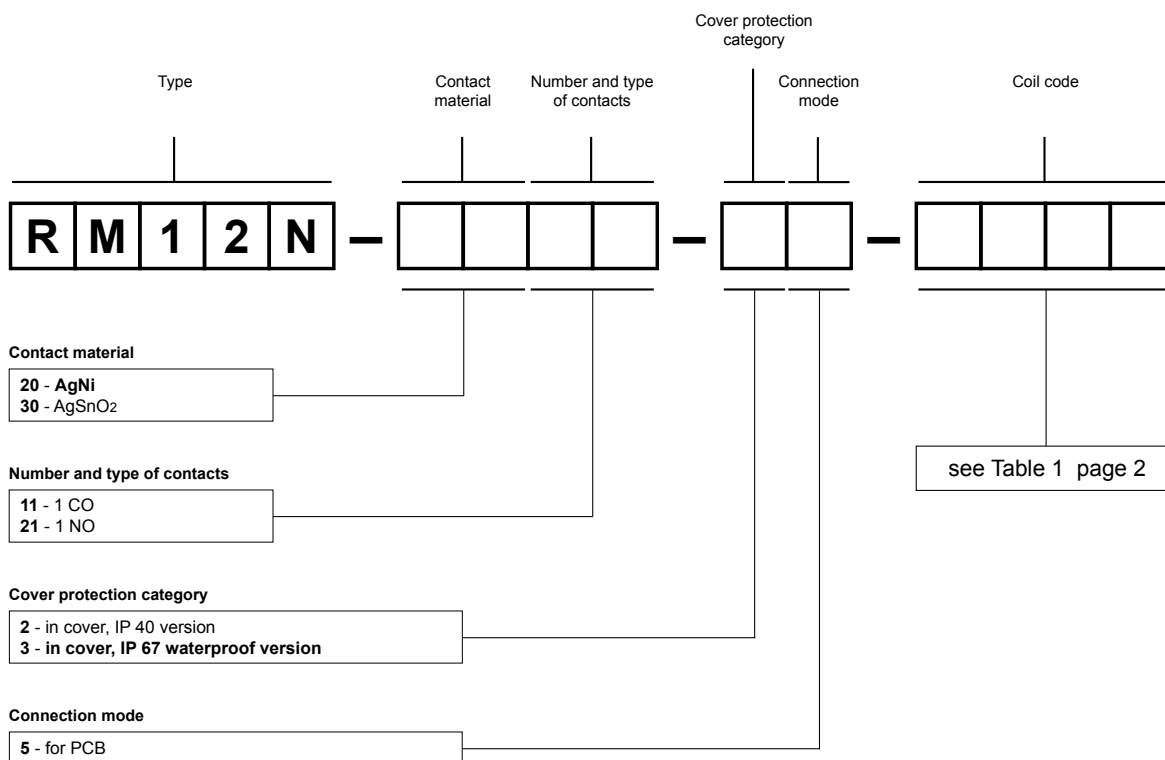 Cover protection
category
Type
Contact
material
Number and type
of contacts
Connection
mode
Coil code
RM12N – –  –
Contact material
20 - AgNi
30 - AgSnO2
see Table 1 page 2
Number and type of contacts
11 - 1 CO
21 - 1 NO
Cover protection category
2 - in cover, IP 40 version
3 - in cover, IP 67 waterproof version
Connection mode
5 - for PCB